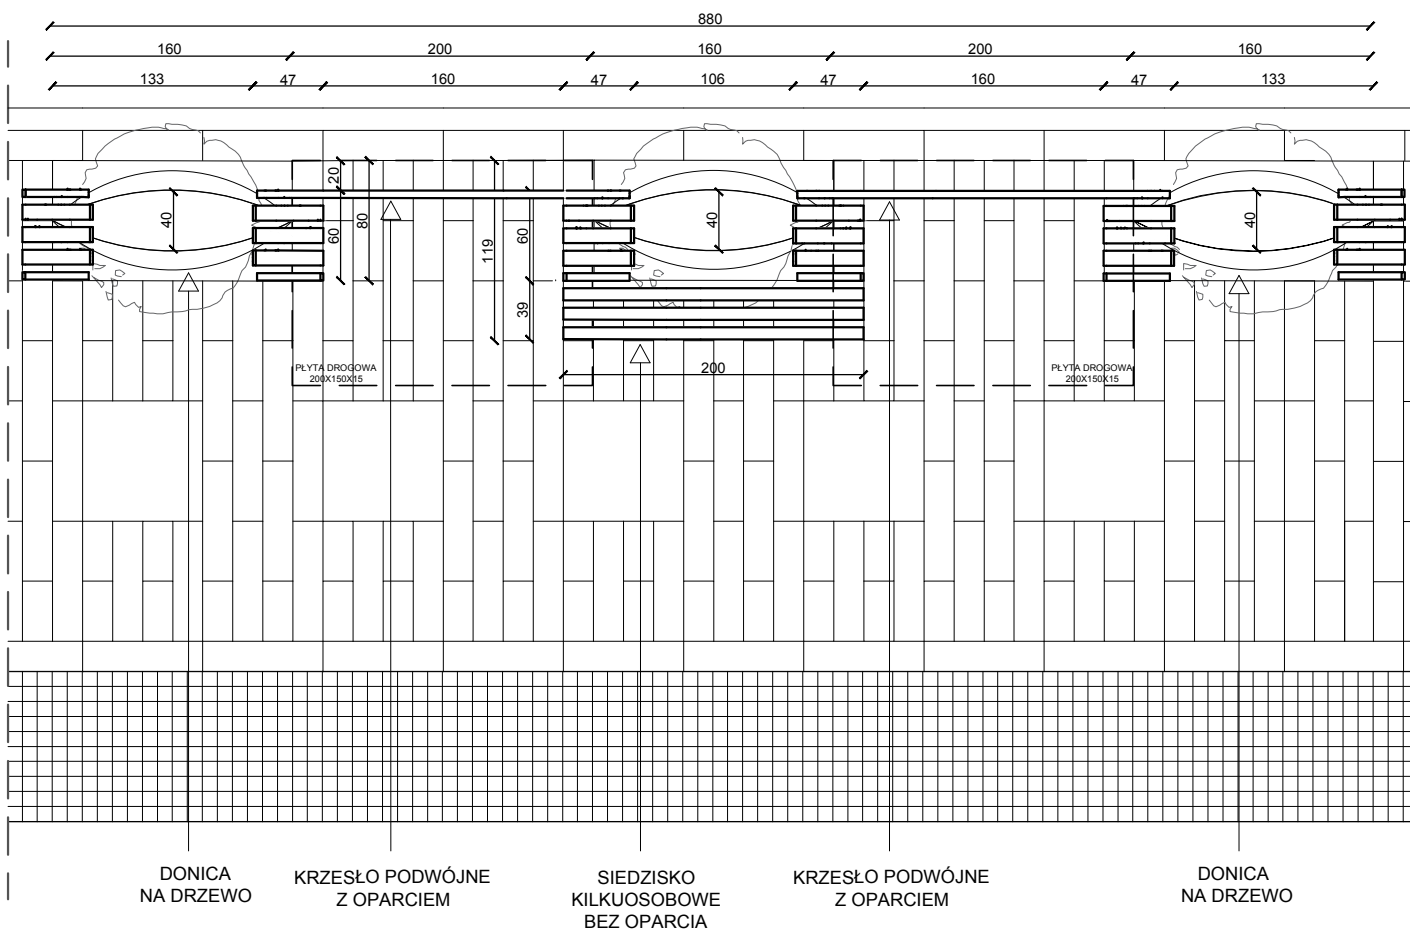 880
160 200 160 200 160
133 47 160 47 106 47 160 47 133
20
40 60 80 119 60 40 40
39
200
PŁYTA DROGOWA
200X150X15
PŁYTA DROGOWA
200X150X15
DONICA
NA DRZEWO
KRZESŁO PODWÓJNE
Z OPARCIEM
SIEDZISKO
KILKUOSOBOWE
BEZ OPARCIA
KRZESŁO PODWÓJNE
Z OPARCIEM
DONICA
NA DRZEWO